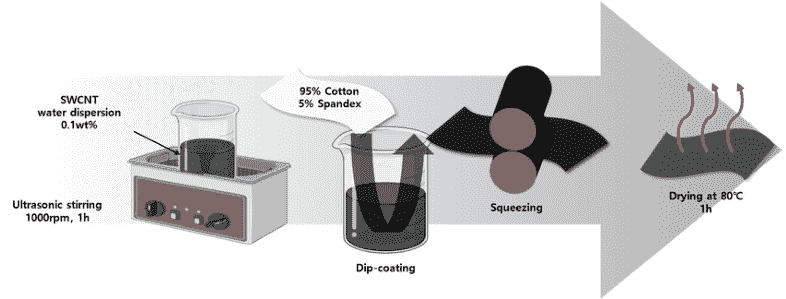 SWCNT
water dispersion
0.1wt%
Ultrasonic stirring
1000rpm, 1h
95% Cotton
5% Spandex
Dip-coating
Squeezing
Drying at 80℃
1h